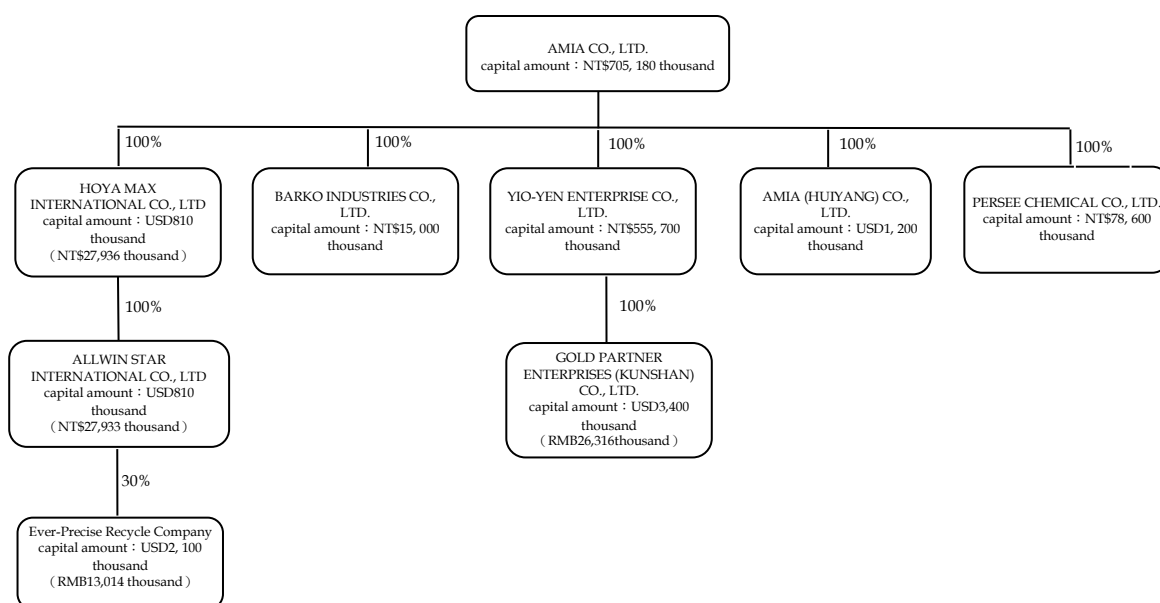 AMIA CO., LTD.
capital amount：NT$705, 180 thousand
100%
100%
100%
100%
100%
HOYA MAX
INTERNATIONAL CO., LTD
capital amount：USD810
thousand
（NT$27,936 thousand）
BARKO INDUSTRIES CO.,
LTD.
capital amount：NT$15, 000
thousand
YIO-YEN ENTERPRISE CO.,
LTD.
capital amount：NT$555, 700
thousand
AMIA (HUIYANG) CO.,
LTD.
capital amount：USD1, 200
thousand
PERSEE CHEMICAL CO., LTD.
capital amount：NT$78, 600
thousand
100%
100%
ALLWIN STAR
INTERNATIONAL CO., LTD
capital amount：USD810
thousand
（NT$27,933 thousand）
GOLD PARTNER
ENTERPRISES (KUNSHAN)
CO., LTD.
capital amount：USD3,400
thousand
（RMB26,316thousand）
30%
Ever-Precise Recycle Company
capital amount：USD2, 100
thousand
（RMB13,014 thousand）